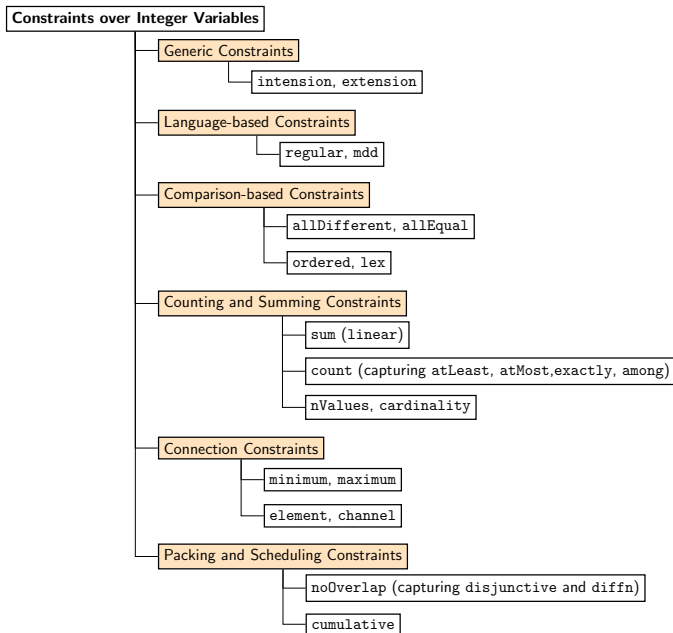 Constraints over Integer Variables
Generic Constraints
intension, extension
Language-based Constraints
regular, mdd
Comparison-based Constraints
allDifferent, allEqual
ordered, lex
Counting and Summing Constraints
sum (linear)
count (capturing atLeast, atMost,exactly, among)
nValues, cardinality
Connection Constraints
minimum, maximum
element, channel
Packing and Scheduling Constraints
noOverlap (capturing disjunctive and diffn)
cumulative